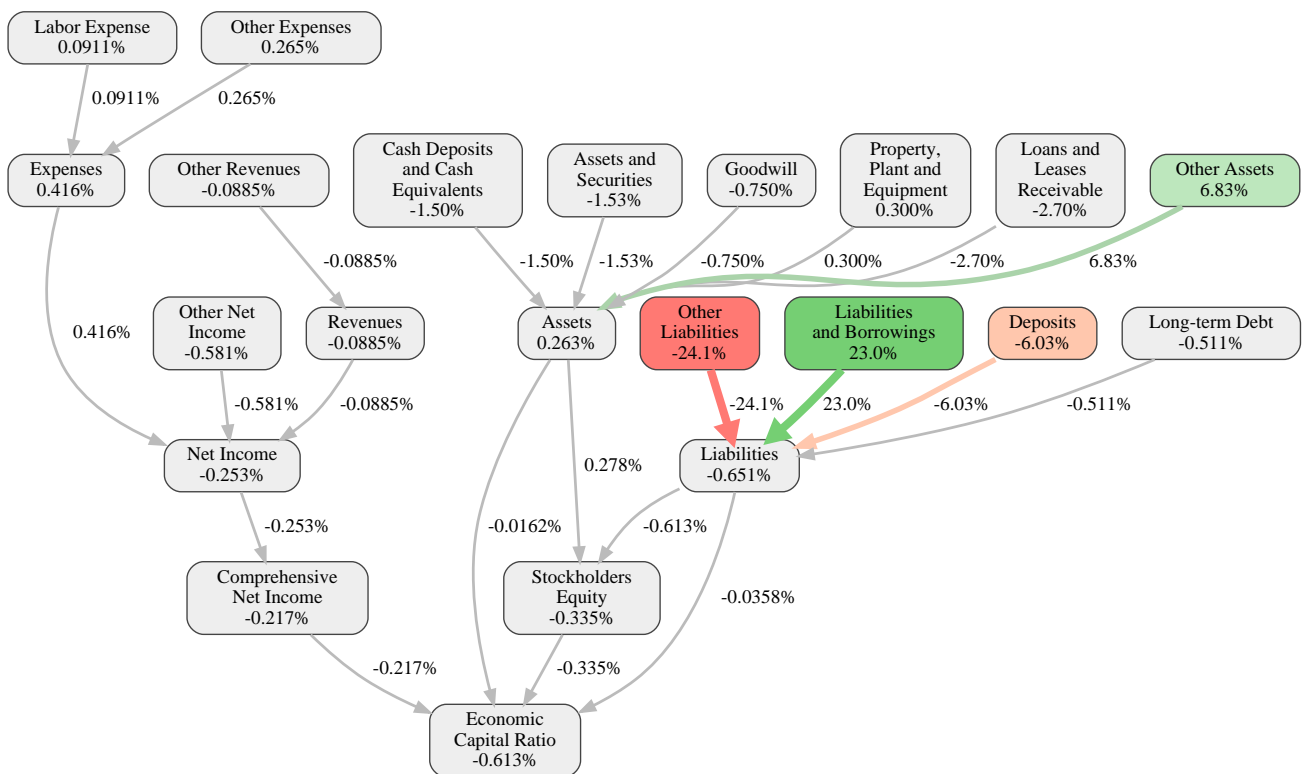 Labor Expense
0.0911%
Other Expenses
0.265%
0.0911%
0.265%
Expenses
0.416%
Other Revenues
-0.0885%
Cash Deposits
and Cash
Equivalents
-1.50%
Assets and
Securities
-1.53%
Goodwill
-0.750%
Property,
Plant and
Equipment
0.300%
Loans and
Leases
Receivable
-2.70%
Other Assets
6.83%
-0.0885%
-1.50%
-1.53%
-0.750%
0.300%
-2.70%
6.83%
0.416%
Other Net
Income
-0.581%
Revenues
-0.0885%
Assets
0.263%
Other
Liabilities
-24.1%
Liabilities
and Borrowings
23.0%
Deposits
-6.03%
Long-term Debt
-0.511%
-0.581%
-0.0885%
-24.1%
23.0%
-6.03%
-0.511%
Net Income
-0.253%
0.278%
Liabilities
-0.651%
-0.253%
-0.0162%
-0.613%
Comprehensive
Net Income
-0.217%
Stockholders
Equity
-0.335%
-0.0358%
-0.217%
-0.335%
Economic
Capital Ratio
-0.613%